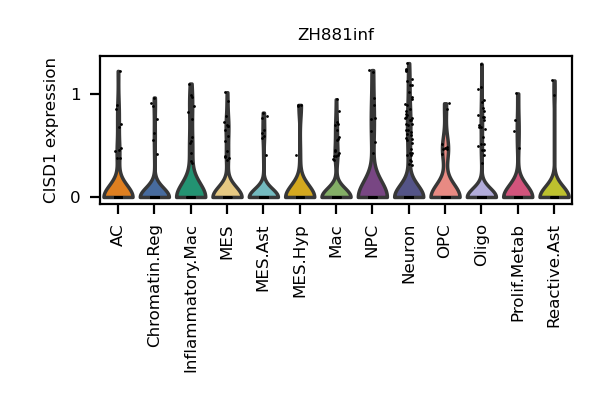 ZH881inf
CISD1 expression
1
0
AC
Chromatin.Reg
Inflammatory.Mac
MES
MES.Ast
MES.Hyp
Mac
NPC
Neuron
OPC
Oligo
Prolif.Metab
Reactive.Ast